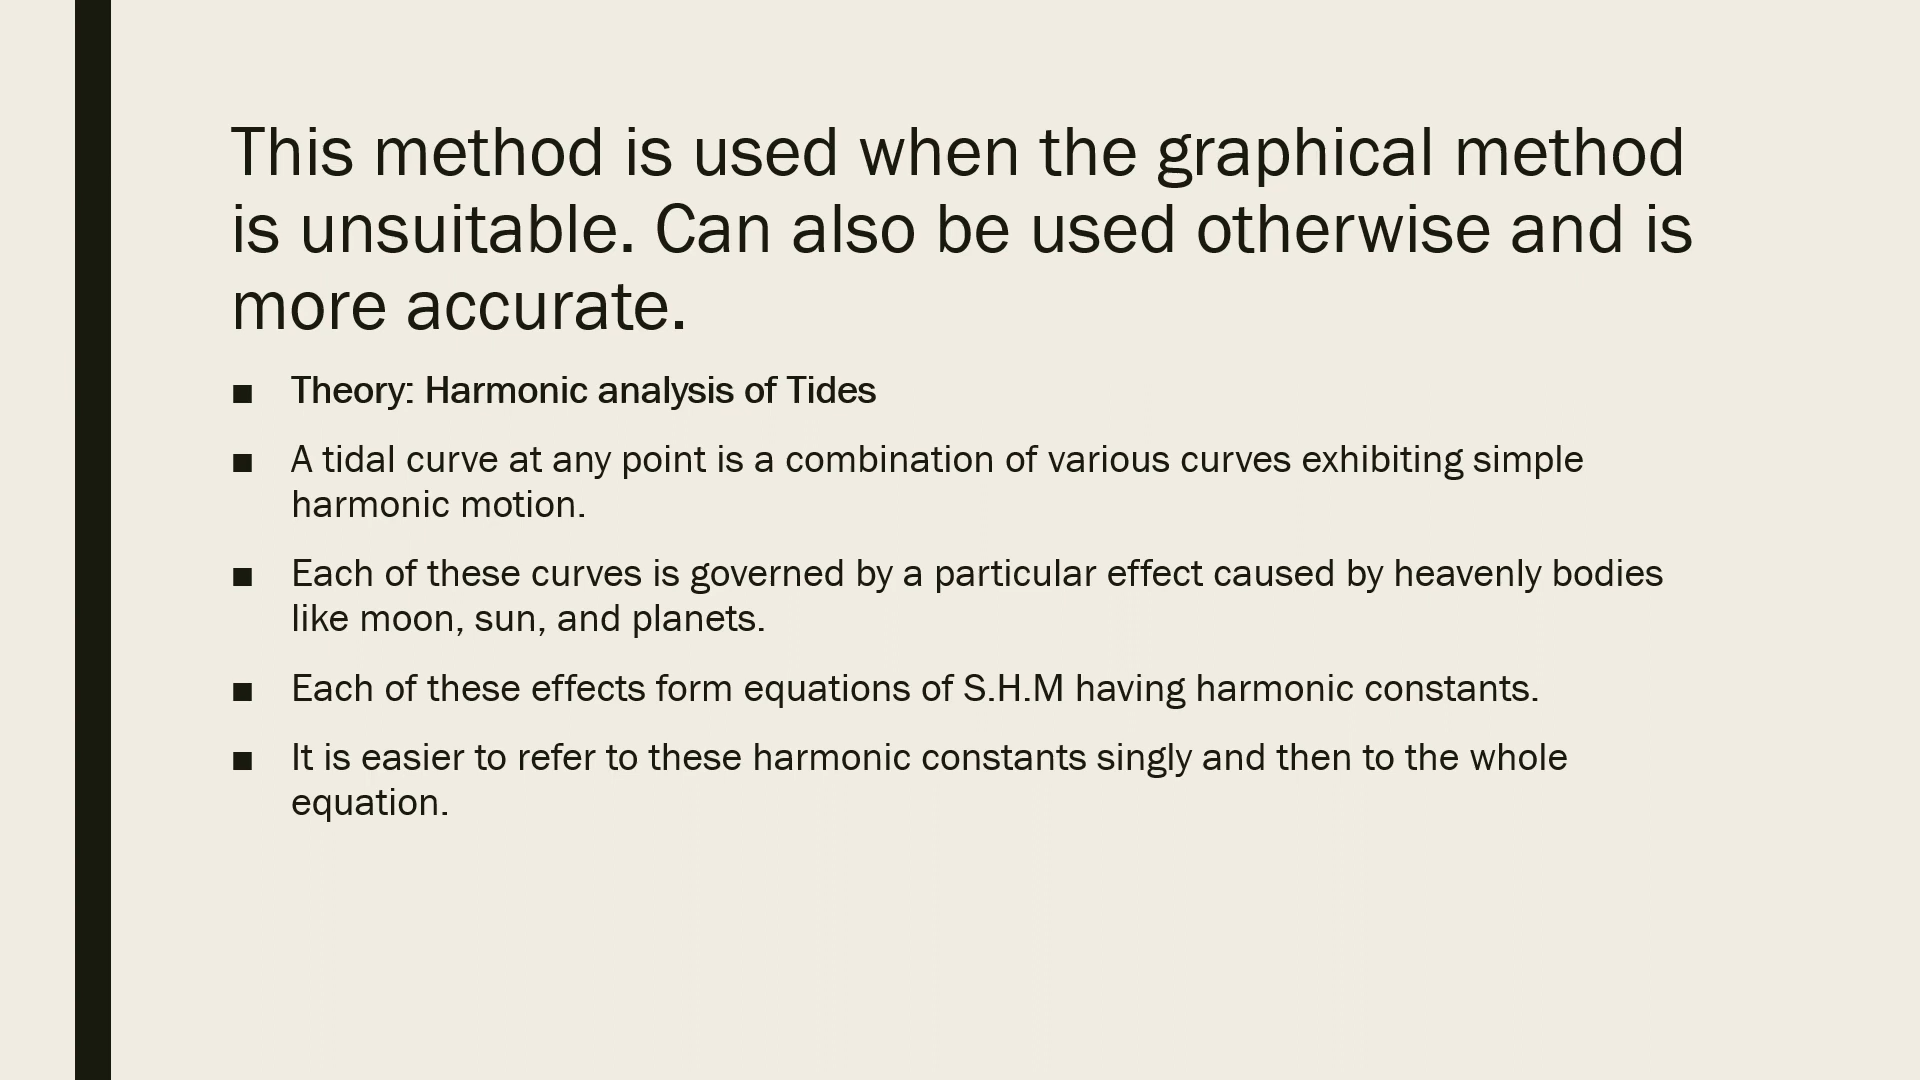 This method is used when the graphical method
is unsuitable. Can also be used otherwise and is
more accurate.
■ Theory: Harmonic analysis of Tides
■ A tidal curve at any point is a combination of various curves exhibiting simple
harmonic motion.
■ Each of these curves is governed by a particular effect caused by heavenly bodies
like moon, sun, and planets.
■ Each of these effects form equations of S.H.M having harmonic constants.
■ It is easier to refer to these harmonic constants singly and then to the whole
equation.